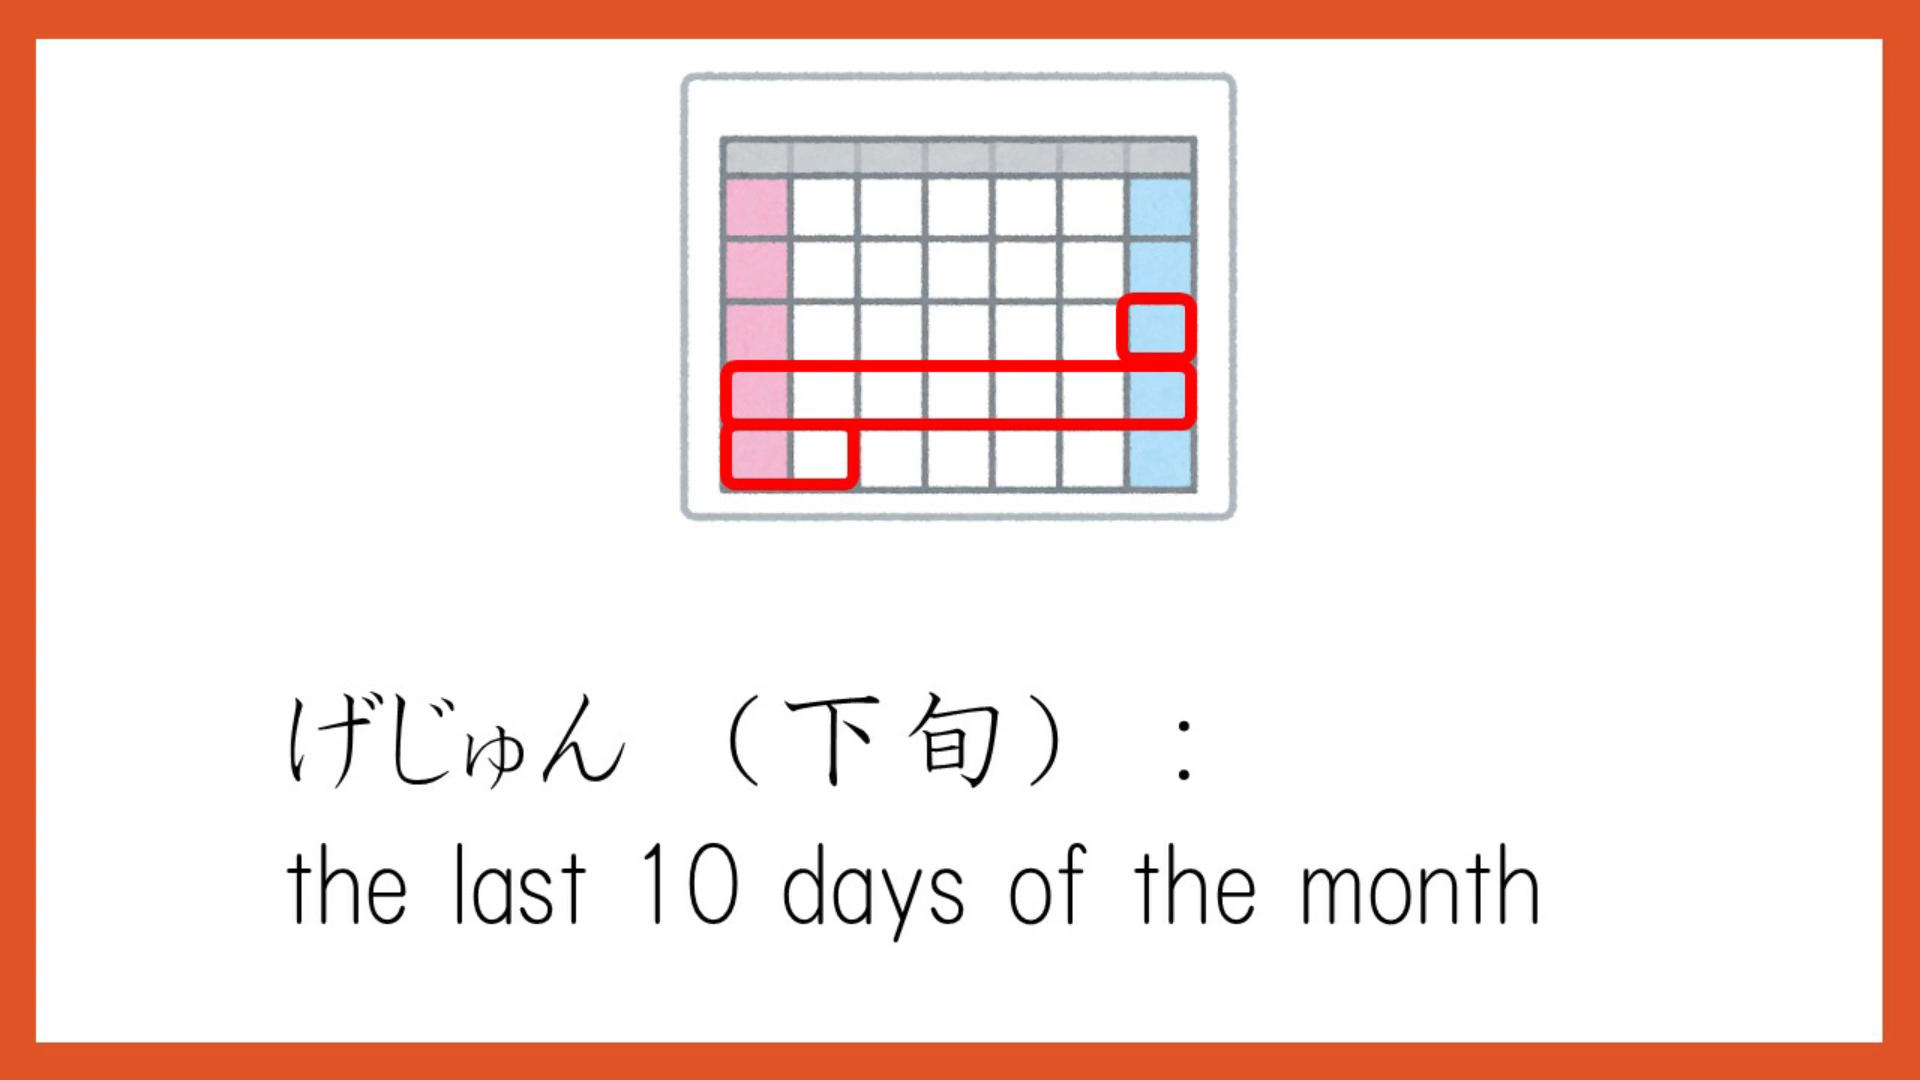 げじゅん （下旬） ：
the last 10 days of the month